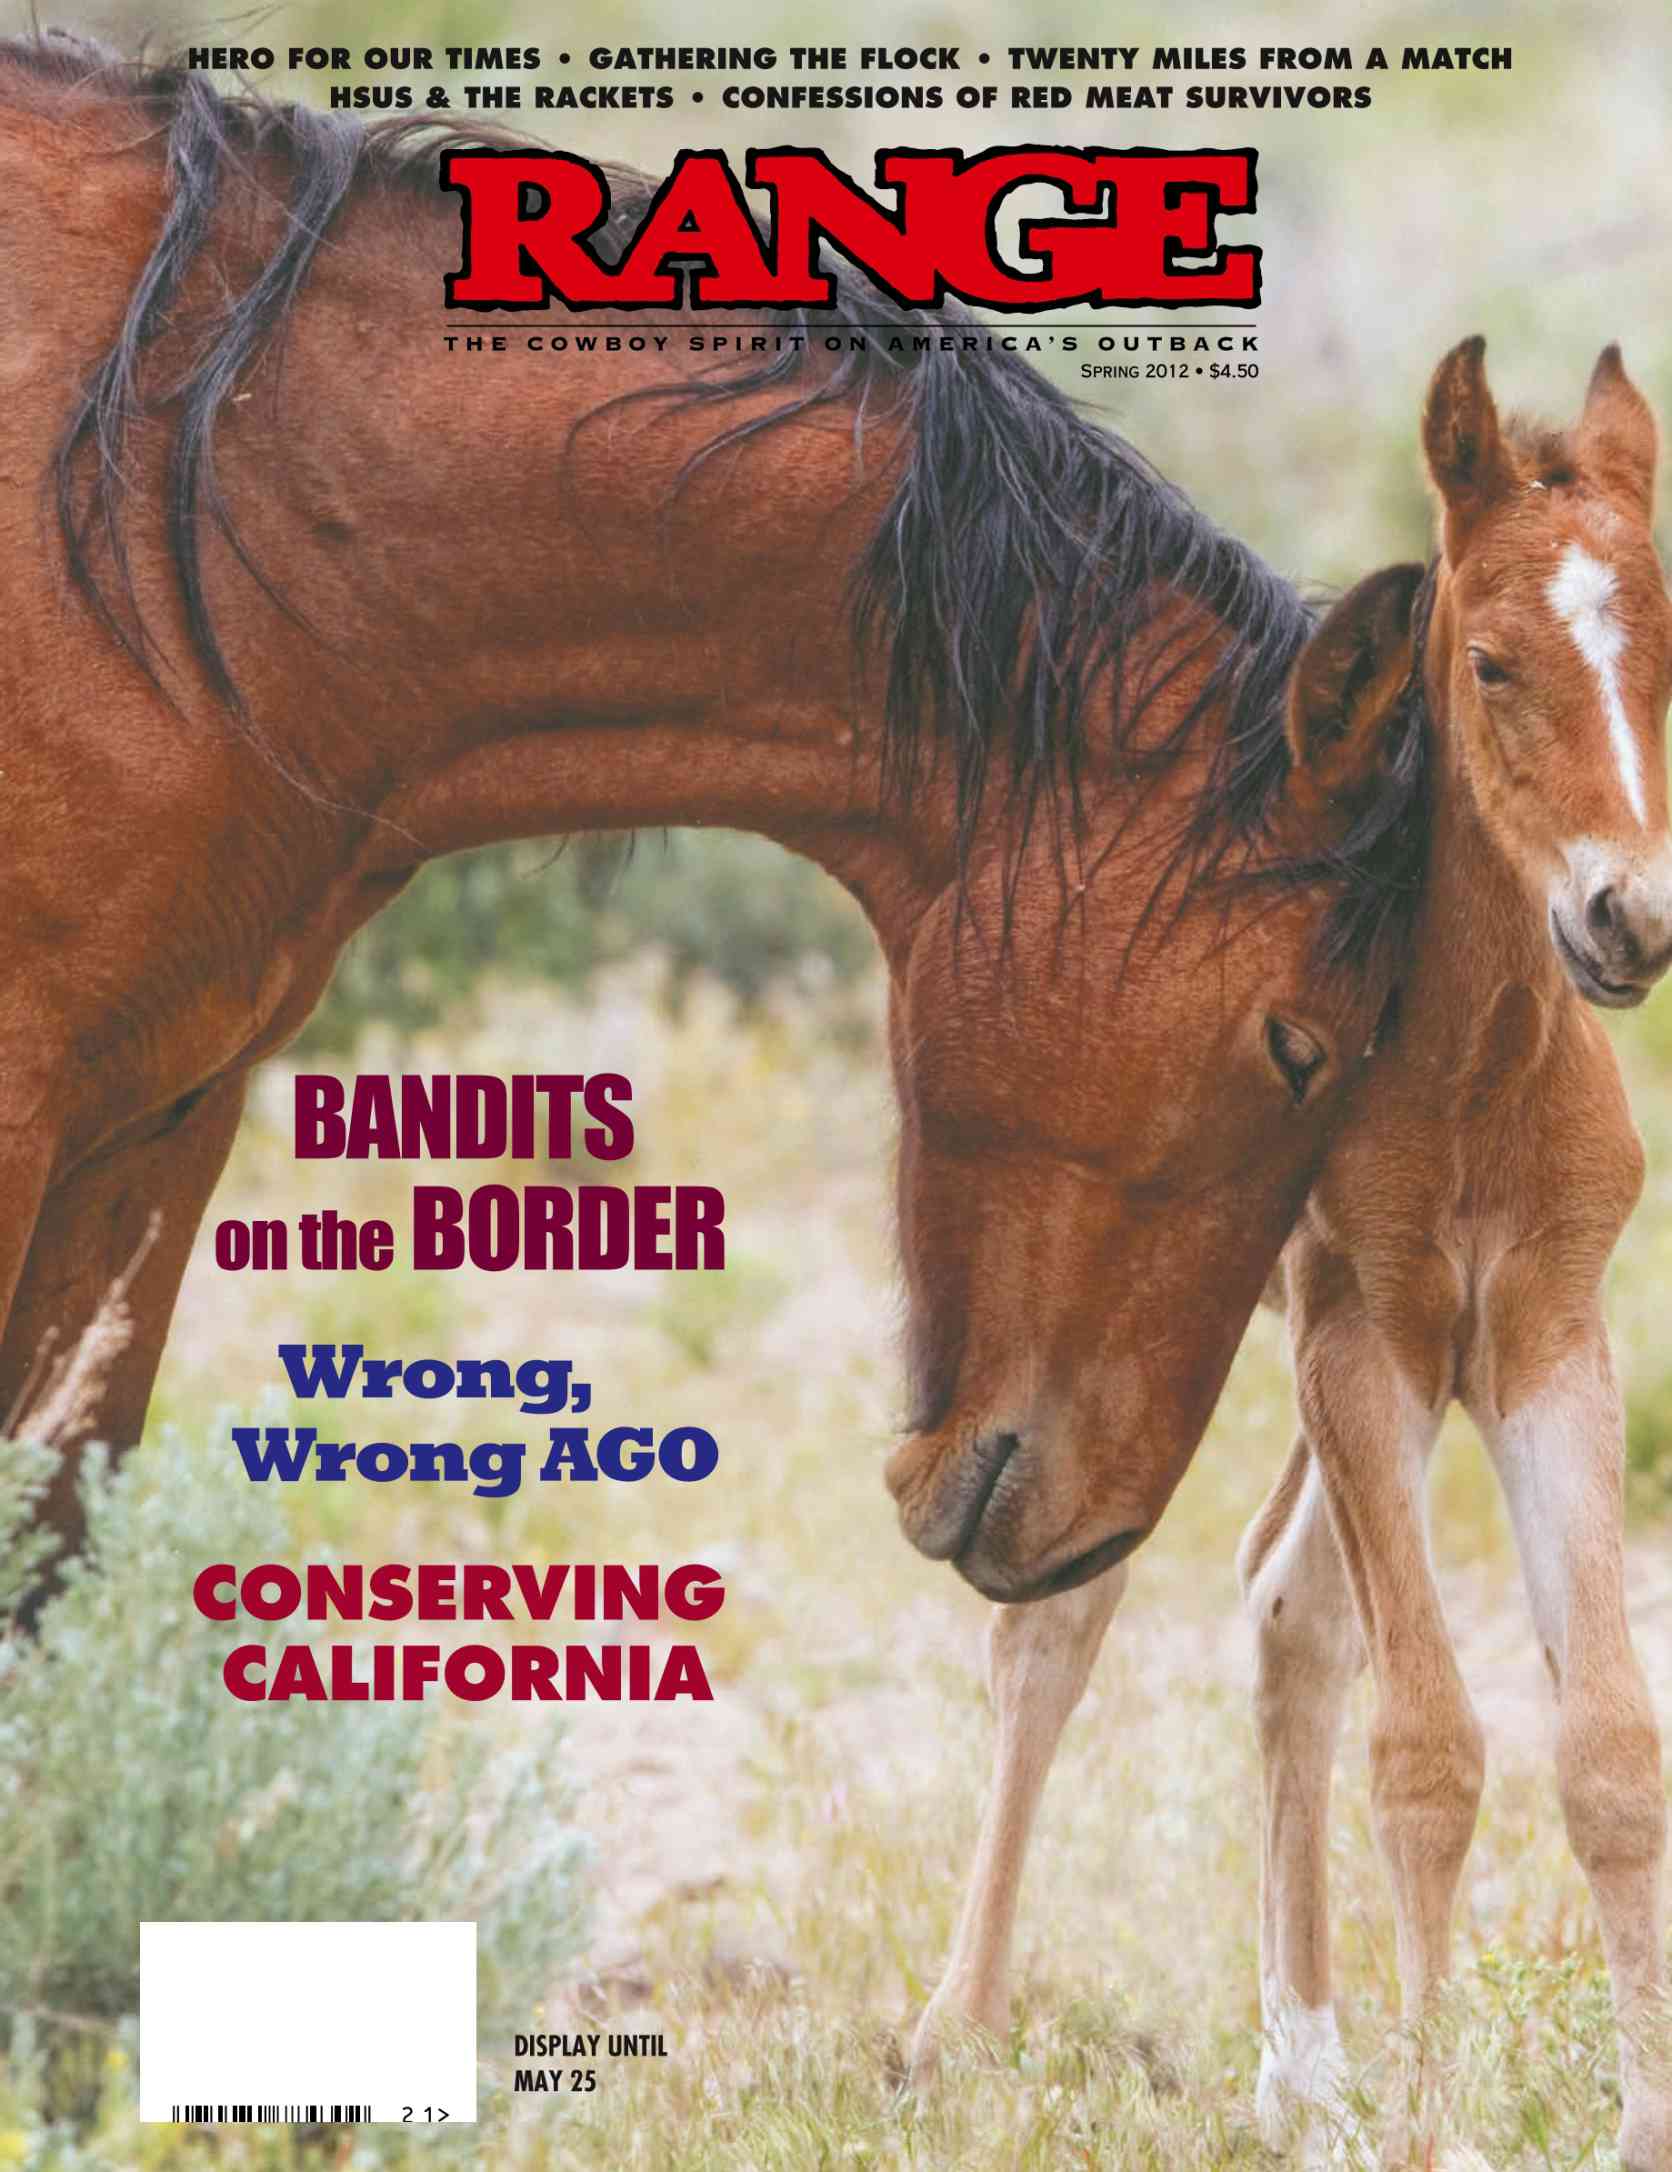 HERO FOR OUR TIMES • GATHERING THE FLOCK • TWENTY MILES FROM A MATCH
HSUS & THE RACKETS • CONFESSIONS OF RED MEAT SURVIVORS
RANGE
THE COWBOY SPIRIT ON AMERICA'S OUTBACK
SPRING 2012 • $4.50
BANDITS
on the BORDER
Wrong,
Wrong AGO
CONSERVING
CALIFORNIA
DISPLAY UNTIL
MAY 25
21>